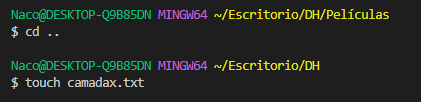 Naco@DESKTOP-Q9B85DN MINGW64 ~/Escritorio/DH/Películas
$ cd ..
Naco@DESKTOP-Q9B85DN MINGW64 ~/Escritorio/DH
$ touch camadax.txt